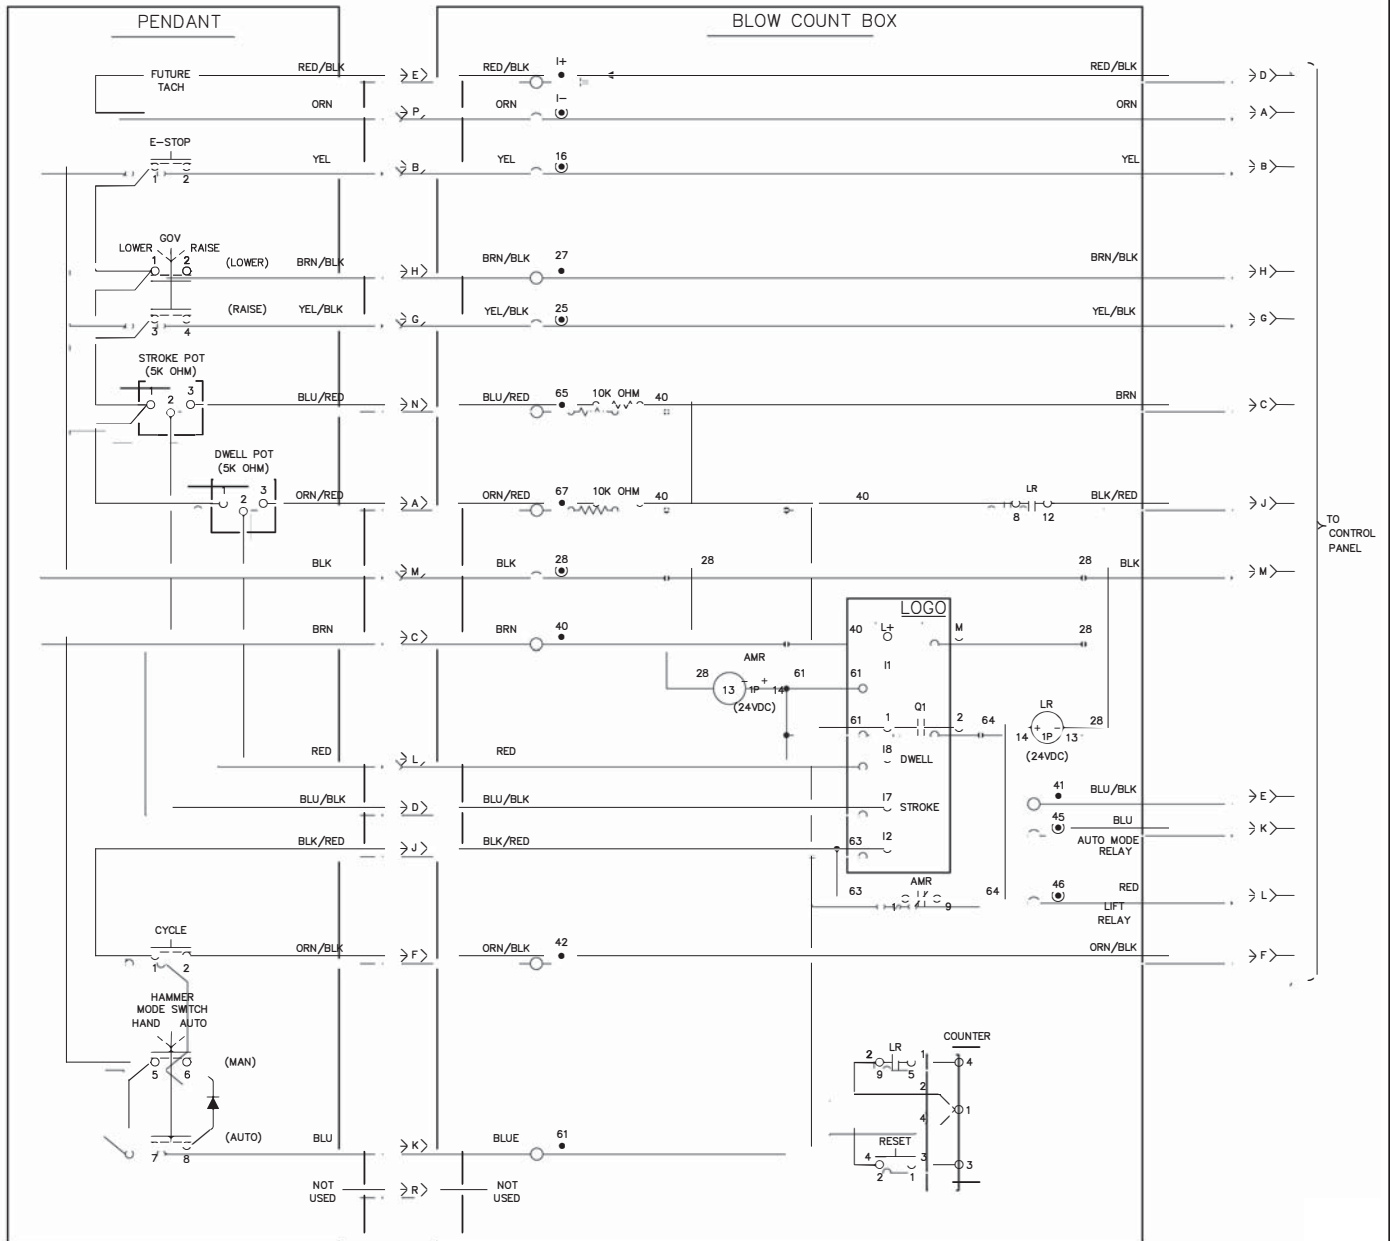 PENDANT
BLOW COUNT BOX
FUTURE
TACH
RED/BLK
E
RED/BLK
I+
RED/BLK
D
ORN
P
ORN
I-
ORN
A
E-STOP
1 2
YEL
B
YEL
16
YEL
B
GOV
LOWER RAISE
1 2
(LOWER)
BRN/BLK
H
BRN/BLK
27
BRN/BLK
H
(RAISE)
3 4
YEL/BLK
G
YEL/BLK
25
YEL/BLK
G
STROKE POT
(5K OHM)
1 2 3
BLU/RED
N
BLU/RED
65
10K OHM
40
BRN
C
DWELL POT
(5K OHM)
1 2 3
ORN/RED
A
ORN/RED
67
10K OHM
40
40
LR
8 12
BLK/RED
J
TO
CONTROL
PANEL
BLK
M
BLK
28
28
28
BLK
M
LOGO
BRN
C
BRN
40
40
L+
M
28
AMR
28
13
- 1P +
14
(24VDC)
61
61
I1
61
1
Q1
2
64
LR
14
+ 1P -
13
28
(24VDC)
RED
L
RED
I8
DWELL
BLU/BLK
D
BLU/BLK
I7
STROKE
41
BLU/BLK
E
45
BLU
K
AUTO MODE
RELAY
BLK/RED
J
BLK/RED
63
I2
63
AMR
1 9
64
46
RED
L
LIFT
RELAY
CYCLE
1 2
ORN/BLK
F
ORN/BLK
42
ORN/BLK
F
HAMMER
MODE SWITCH
HAND AUTO
5 6
(MAN)
7 8
(AUTO)
BLU
K
BLUE
61
NOT
USED
R
NOT
USED
COUNTER
2
LR
1
4
9 5
2
1
4
RESET
4
3
3
2 1